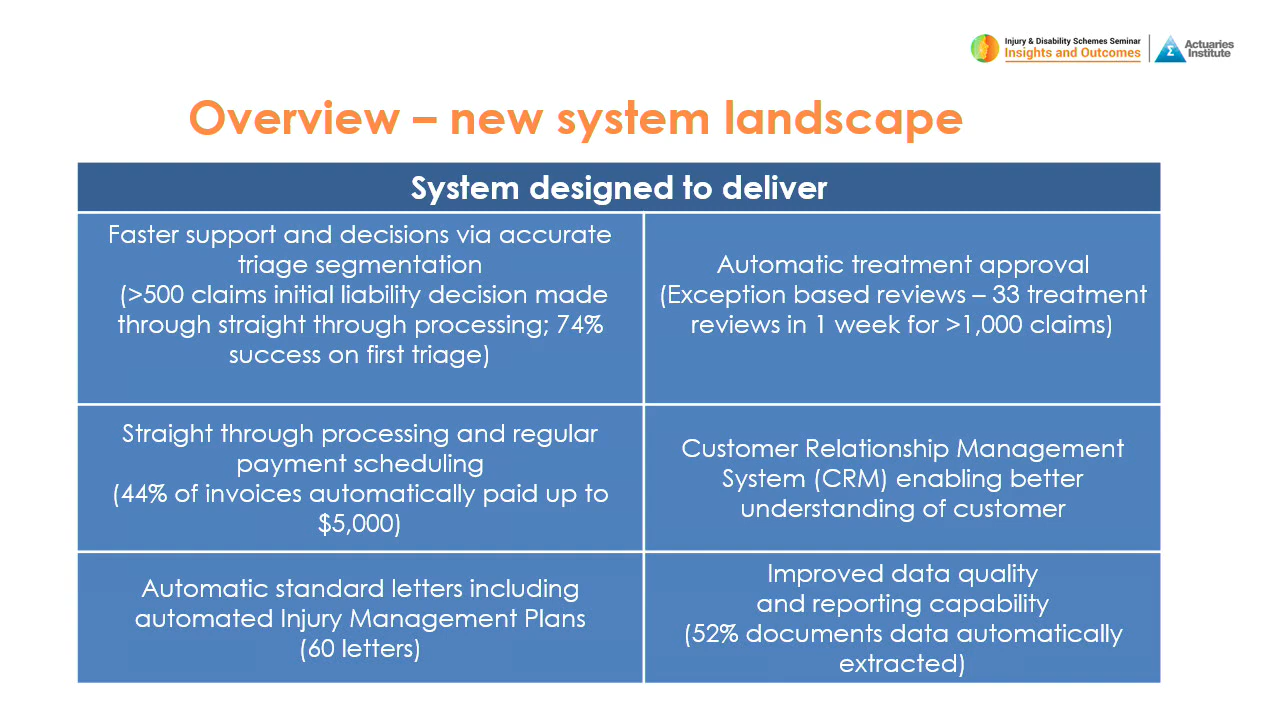 Injury & Disability Schemes Seminar
Insights and Outcomes
Actuaries
Institute
Overview – new system landscape
System designed to deliver
Faster support and decisions via accurate
triage segmentation
(>500 claims initial liability decision made
through straight through processing; 74%
success on first triage)
Automatic treatment approval
(Exception based reviews – 33 treatment
reviews in 1 week for >1,000 claims)
Straight through processing and regular
payment scheduling
(44% of invoices automatically paid up to
$5,000)
Customer Relationship Management
System (CRM) enabling better
understanding of customer
Automatic standard letters including
automated Injury Management Plans
(60 letters)
Improved data quality
and reporting capability
(52% documents data automatically
extracted)